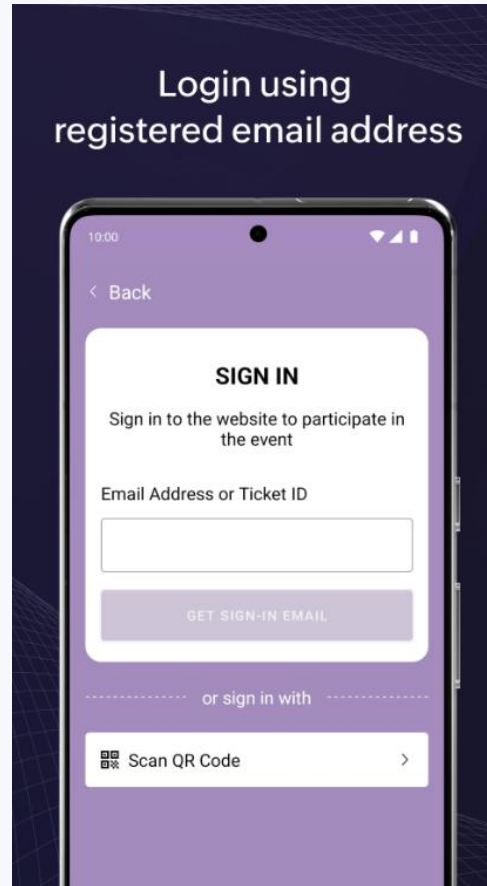 Login using
registered email address
10:00
< Back
SIGN IN
Sign in to the website to participate in
the event
Email Address or Ticket ID
GET SIGN-IN EMAIL
or sign in with
Scan QR Code